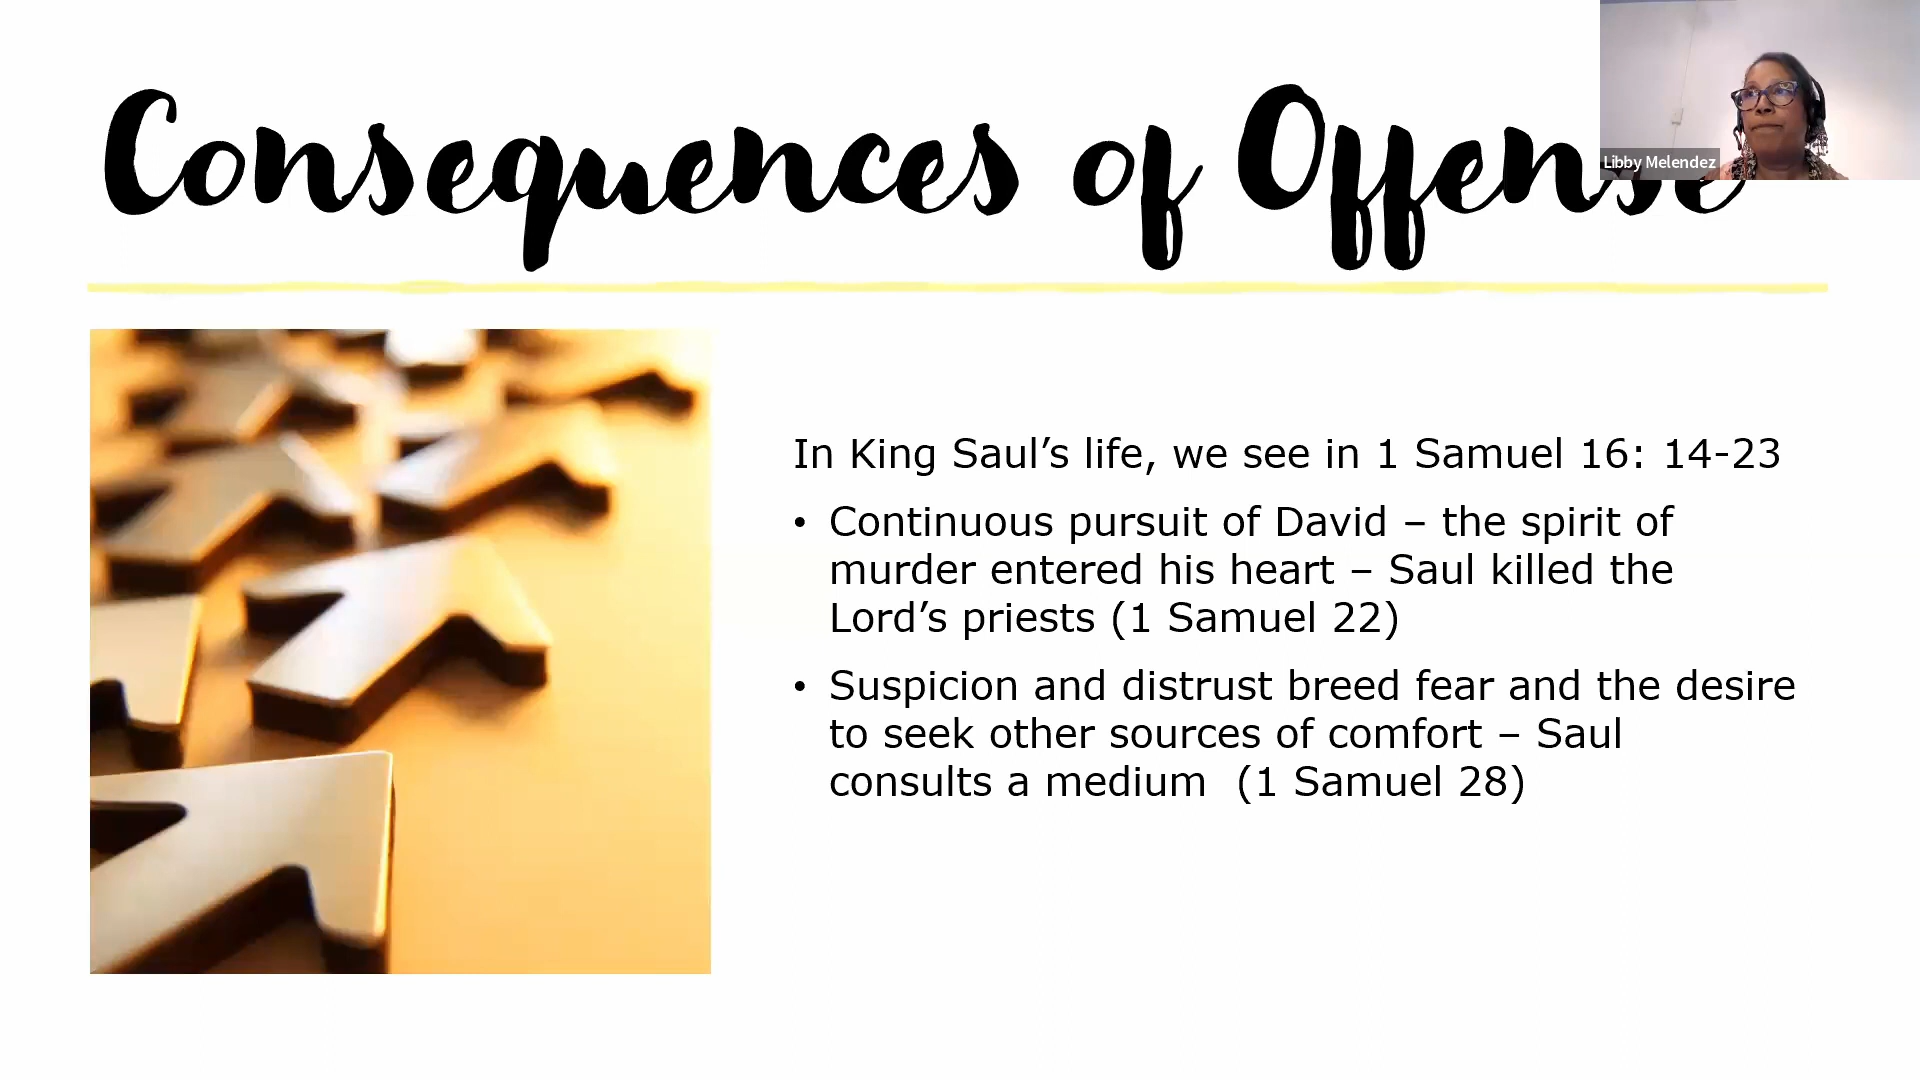 Consequences of Offense
Libby Melendez
In King Saul’s life, we see in 1 Samuel 16: 14-23
• Continuous pursuit of David – the spirit of
murder entered his heart – Saul killed the
Lord’s priests (1 Samuel 22)
• Suspicion and distrust breed fear and the desire
to seek other sources of comfort – Saul
consults a medium  (1 Samuel 28)